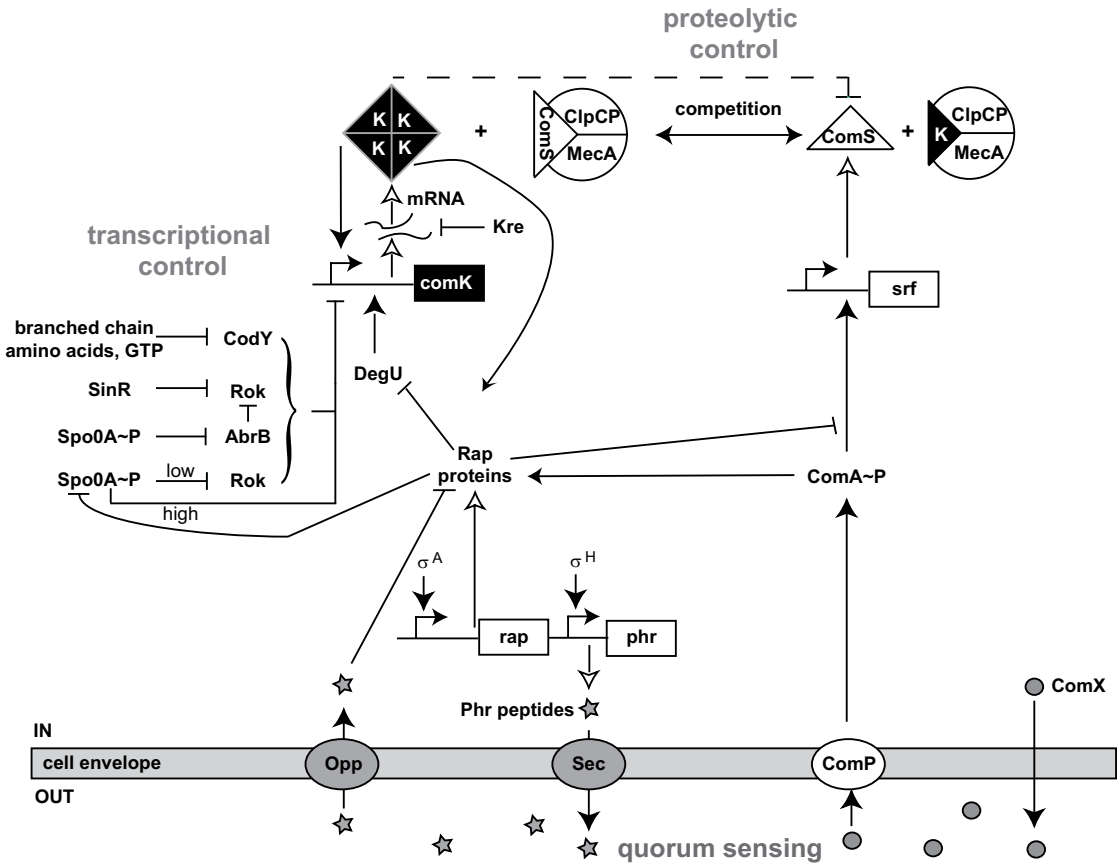 proteolytic
control
K K
K K
+
ComS
ClpCP
MecA
competition
ComS
+
K
ClpCP
MecA
mRNA
Kre
transcriptional
control
comK
srf
branched chain
amino acids, GTP
CodY
DegU
SinR
Rok
Spo0A~P
AbrB
Spo0A~P
low
Rok
high
Rap
proteins
ComA~P
σ A
σ H
rap
phr
Phr peptides
ComX
IN
cell envelope
Opp
Sec
ComP
OUT
quorum sensing